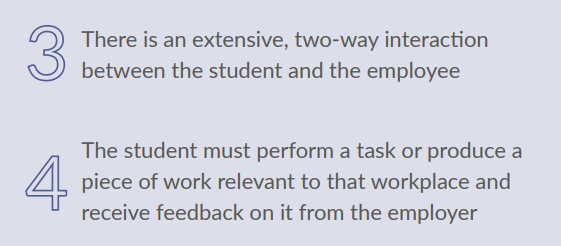 3 There is an extensive, two-way interaction
between the student and the employee
4 The student must perform a task or produce a
piece of work relevant to that workplace and
receive feedback on it from the employer